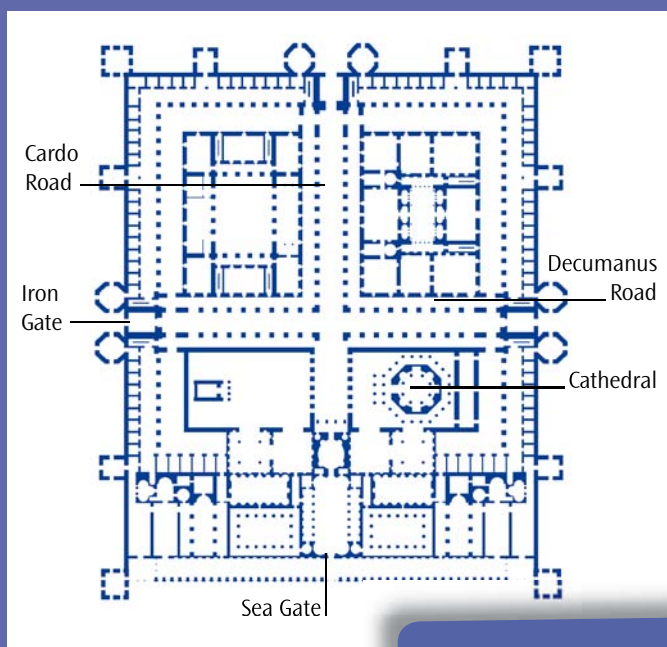 Cardo
Road
Decumanus
Road
Iron
Gate
Cathedral
Sea Gate